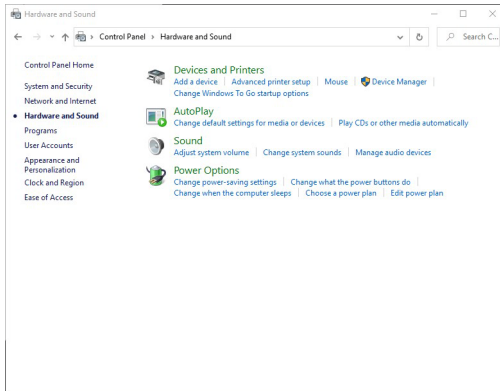 Hardware and Sound
Control Panel › Hardware and Sound
Search C...
Control Panel Home
System and Security
Network and Internet
Hardware and Sound
Programs
User Accounts
Appearance and
Personalization
Clock and Region
Ease of Access
Devices and Printers
Add a device | Advanced printer setup | Mouse | Device Manager |
Change Windows To Go startup options
AutoPlay
Change default settings for media or devices | Play CDs or other media automatically
Sound
Adjust system volume | Change system sounds | Manage audio devices
Power Options
Change power-saving settings | Change what the power buttons do |
Change when the computer sleeps | Choose a power plan | Edit power plan